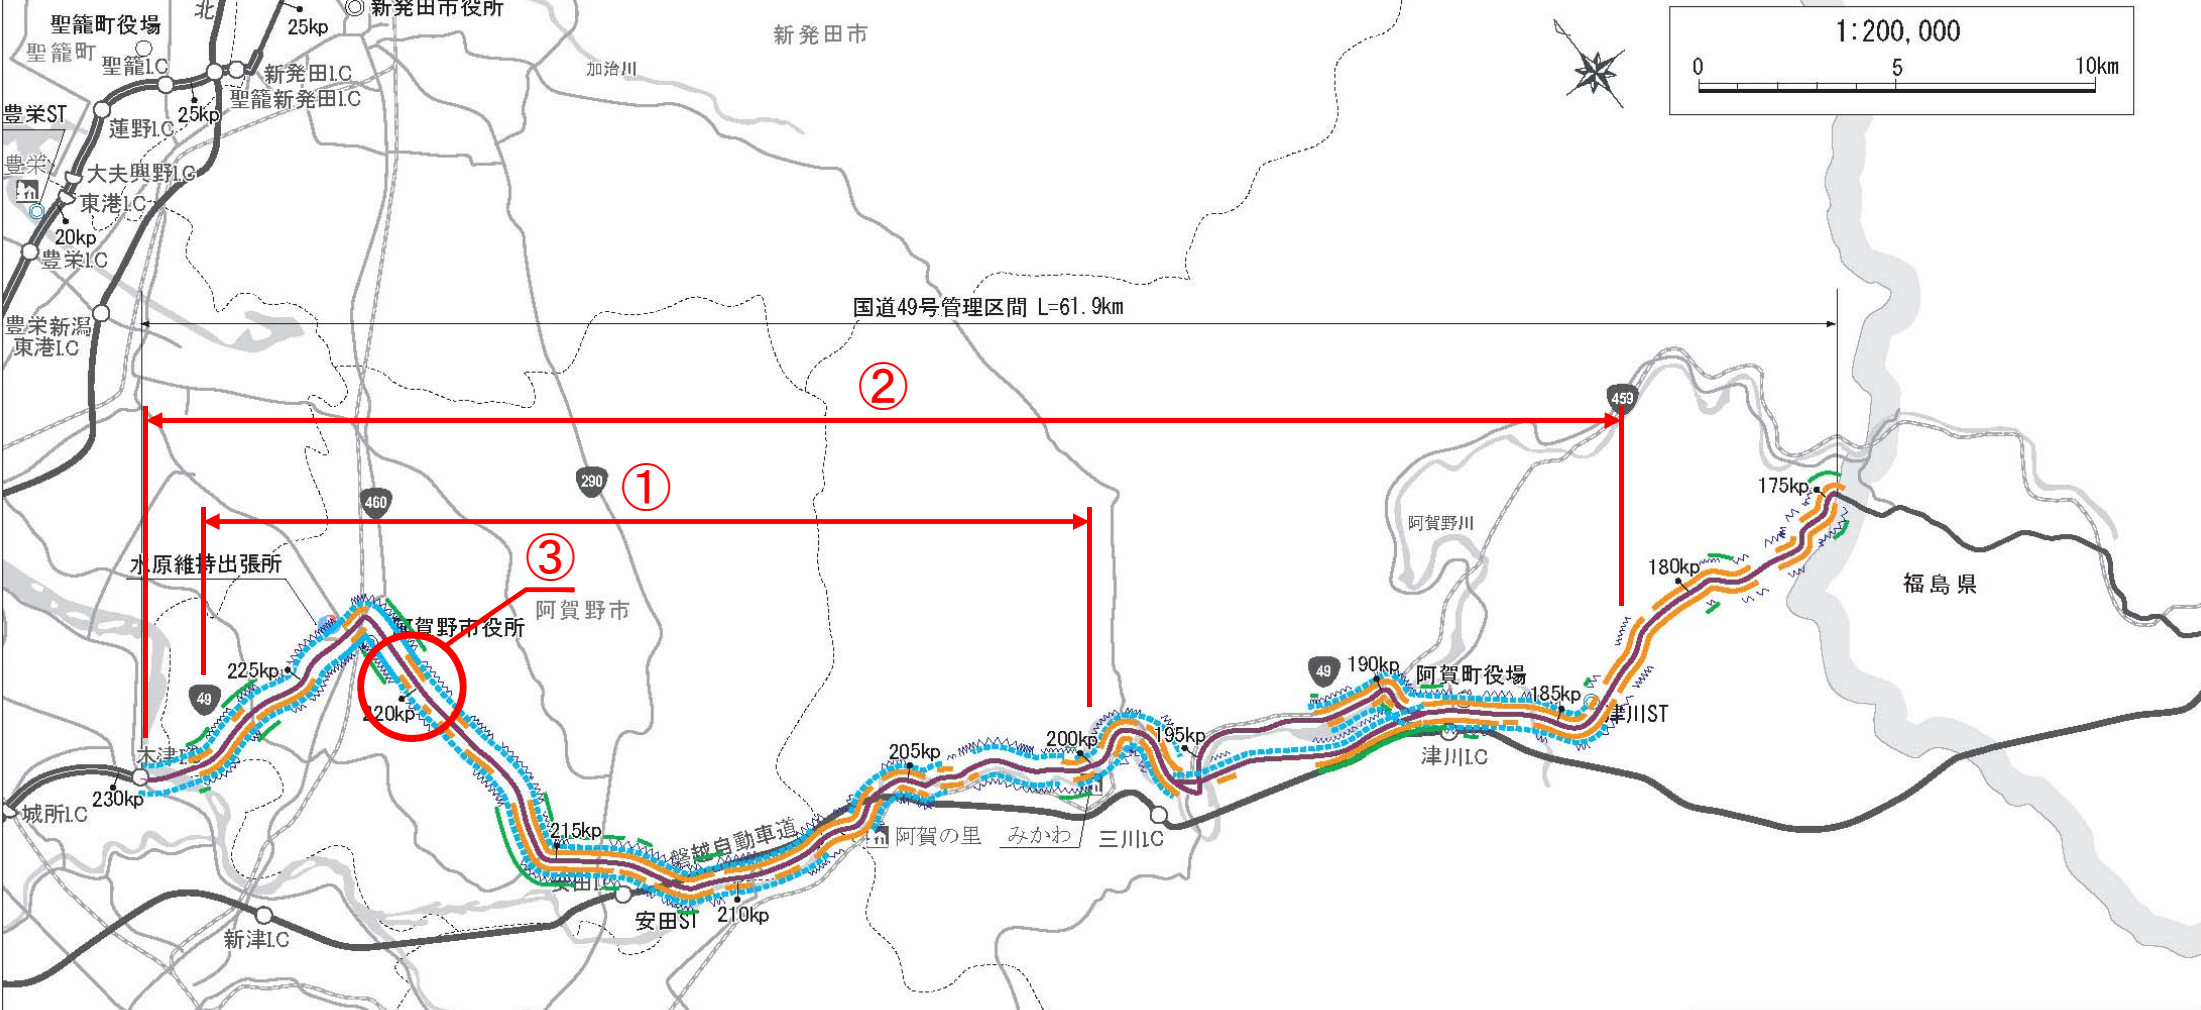 聖籠町役場
聖籠町
北
25kp
新発田市役所
新発田市
加治川
聖籠I.C
新発田I.C
聖籠新発田I.C
25kp
蓮野I.C
豊栄ST
豊栄
大夫興野I.C
東港I.C
20kp
豊栄I.C
豊栄新潟
東港I.C
1:200,000
0 5 10km
国道49号管理区間 L=61.9km
②
459
①
290
460
③
水原維持出張所
阿賀野市
阿賀野市役所
阿賀野川
175kp
180kp
福島県
225kp
49
220kp
49
190kp
阿賀町役場
185kp
津川ST
津川I.C
195kp
200kp
205kp
木津I.C
230kp
城所I.C
215kp
磐越自動車道
阿賀の里
みかわ
三川I.C
安田I.C
安田ST
210kp
新津I.C